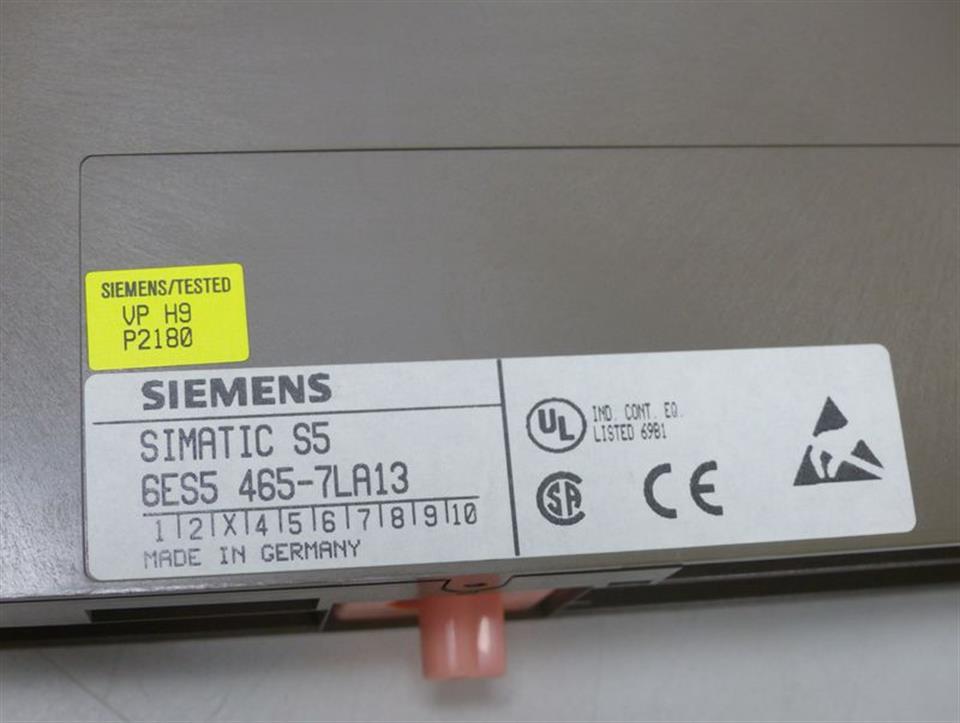 SIEMENS/TESTED
VP H9
P2180
SIEMENS
SIMATIC S5
6ES5 465-7LA13
1|2|X|4|5|6|7|8|9|10
MADE IN GERMANY
UL
IND. CONT. EQ.
LISTED 69B1
SA
CE